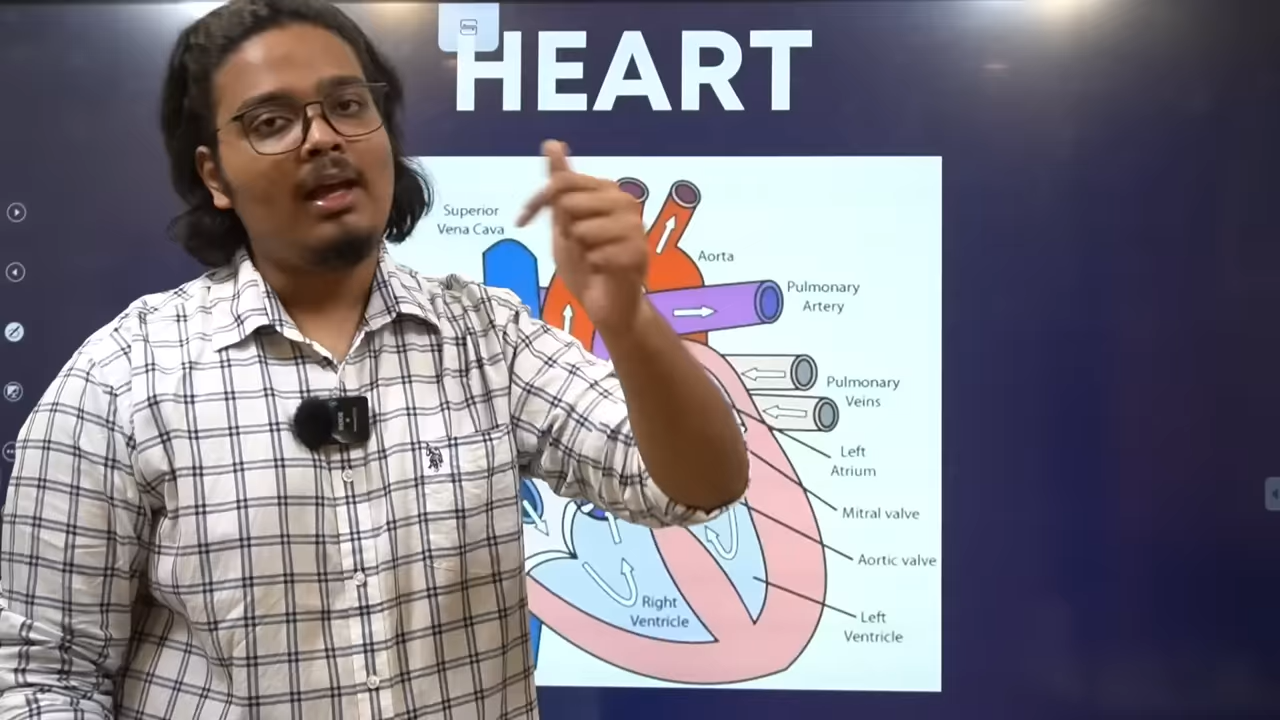 HEART
Superior
Vena Cava
Aorta
Pulmonary
Artery
Pulmonary
Veins
Left
Atrium
Mitral valve
Aortic valve
Right
Ventricle
Left
Ventricle